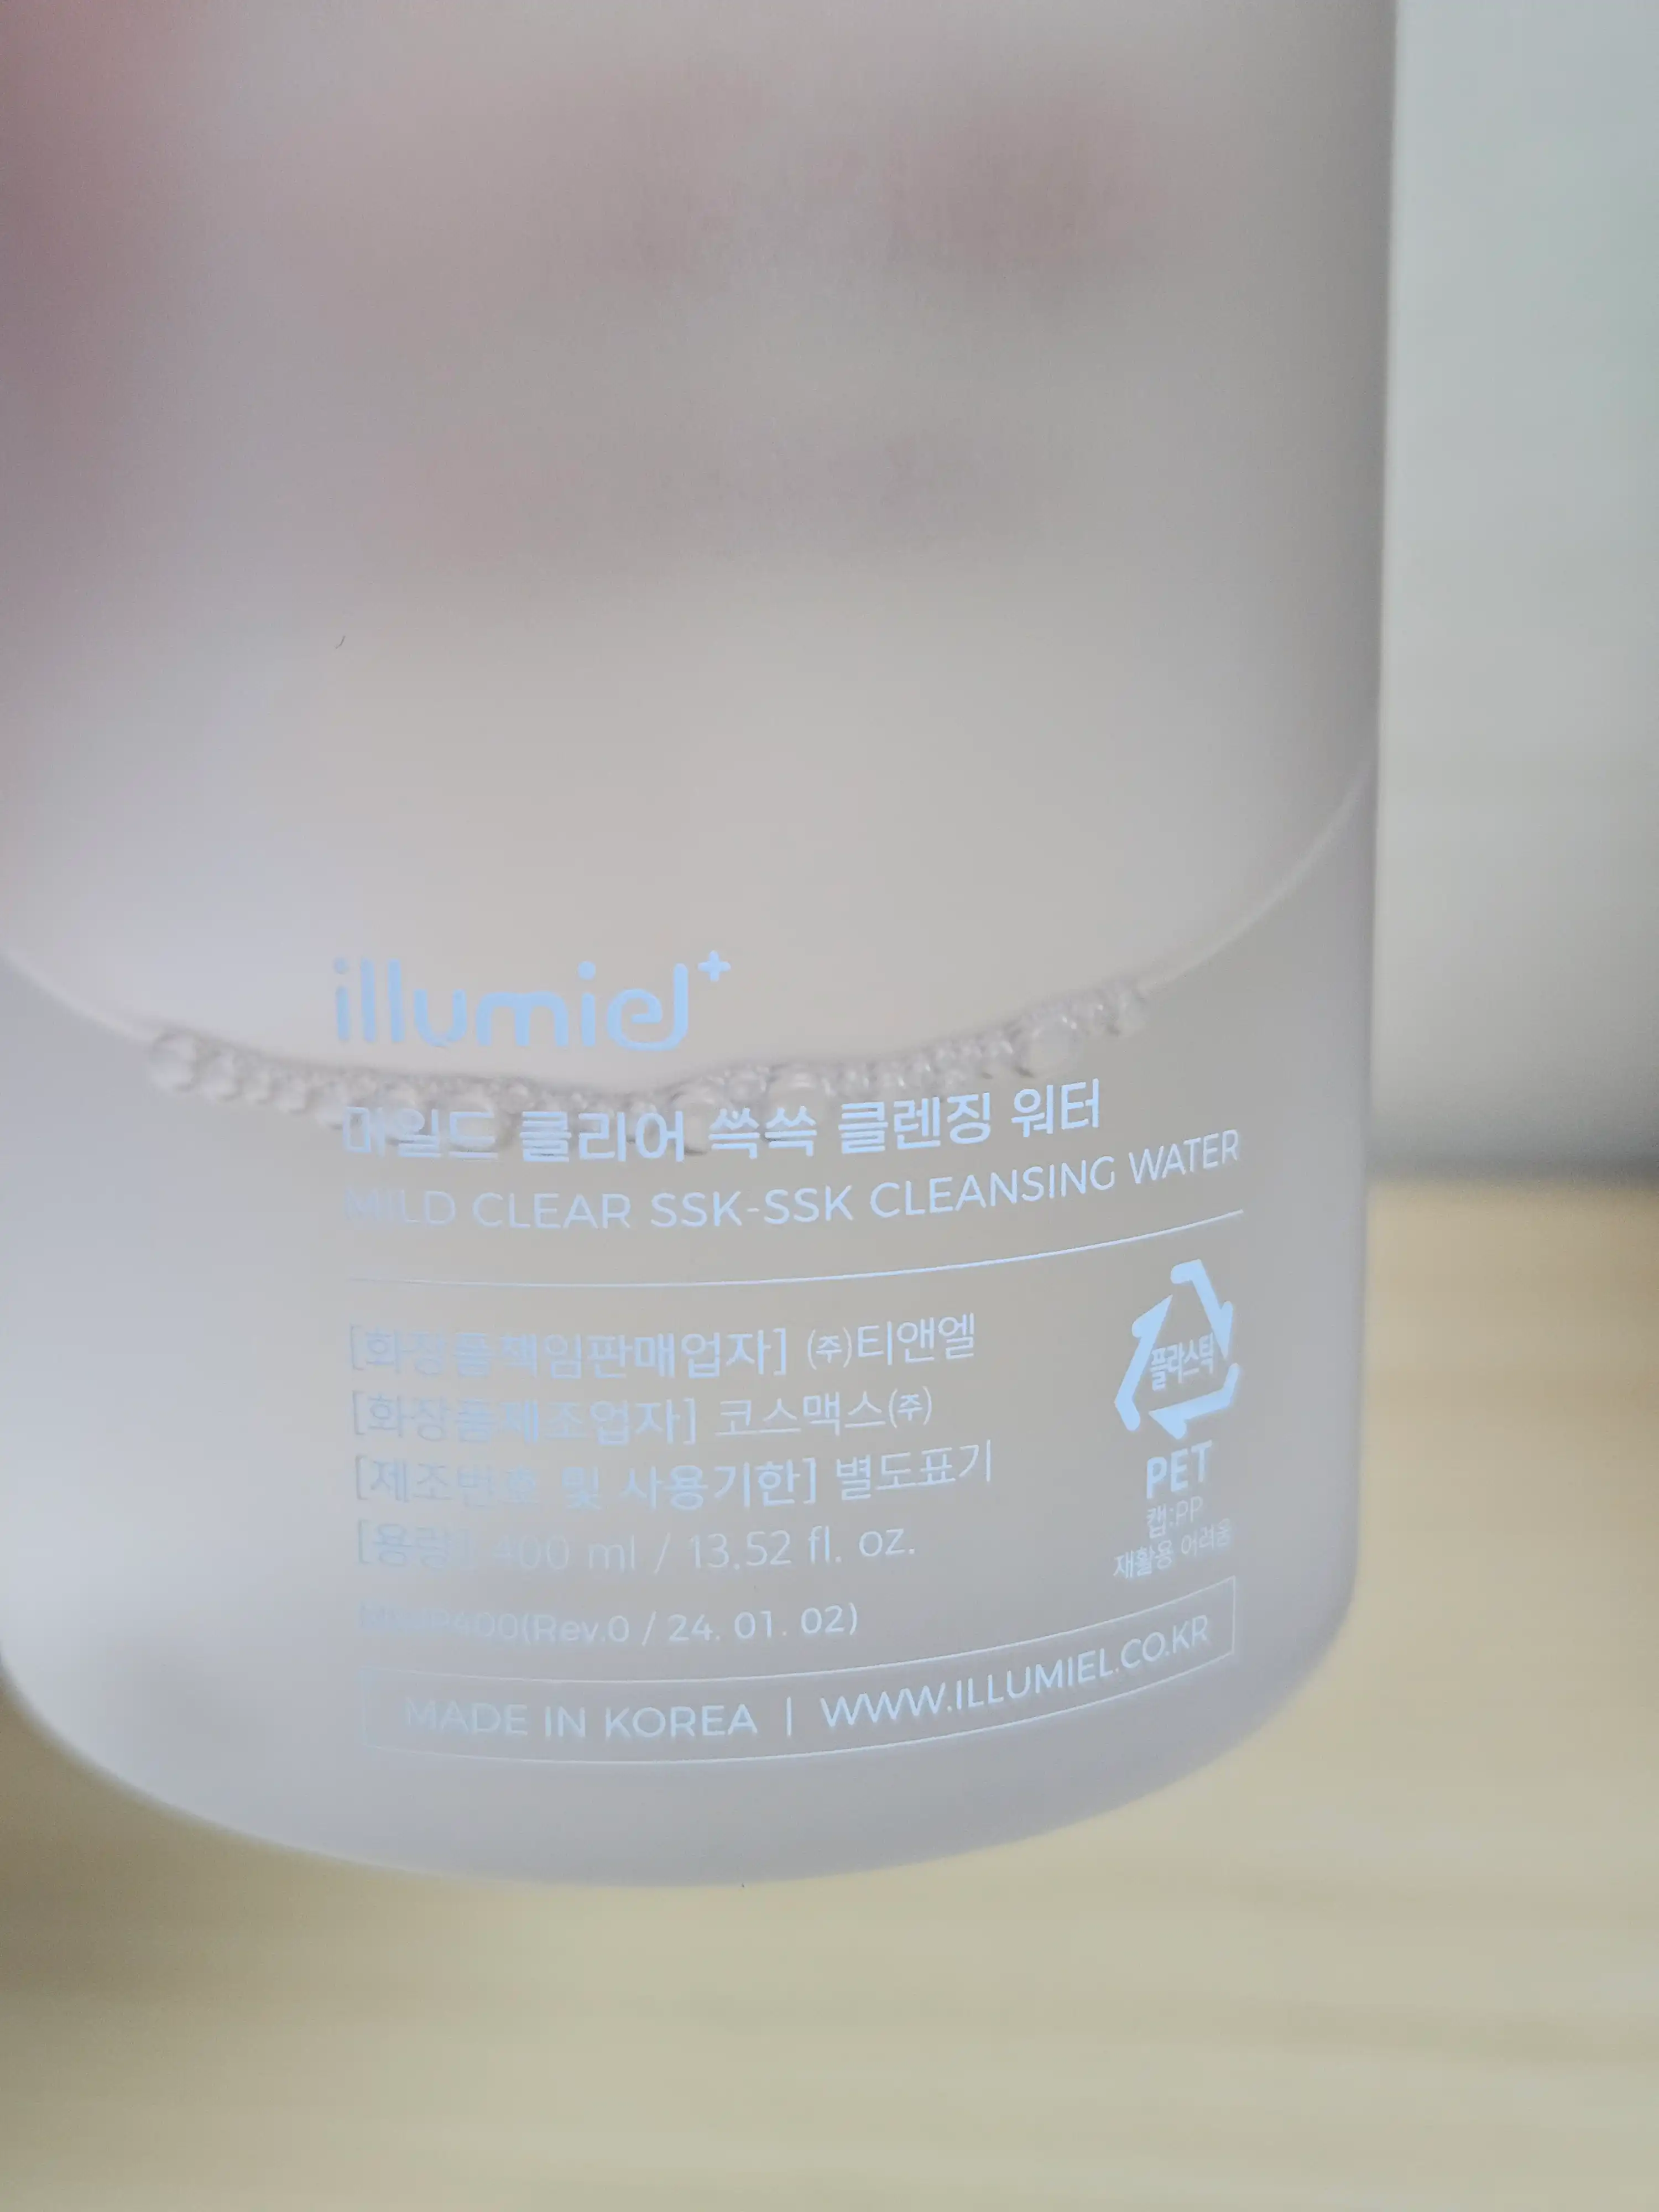 illumiel+
마일드 클리어 쓱쓱 클렌징 워터
MILD CLEAR SSK-SSK CLEANSING WATER
[화장품책임판매업자] ㈜티앤엘
[화장품제조업자] 코스맥스㈜
[제조번호 및 사용기한] 별도표기
[용량] 400 ml / 13.52 fl. oz.
(Rev.0 / 24. 01. 02)
플라스틱
PET
캡:PP
재활용 어려움
MADE IN KOREA | WWW.ILLUMIEL.CO.KR